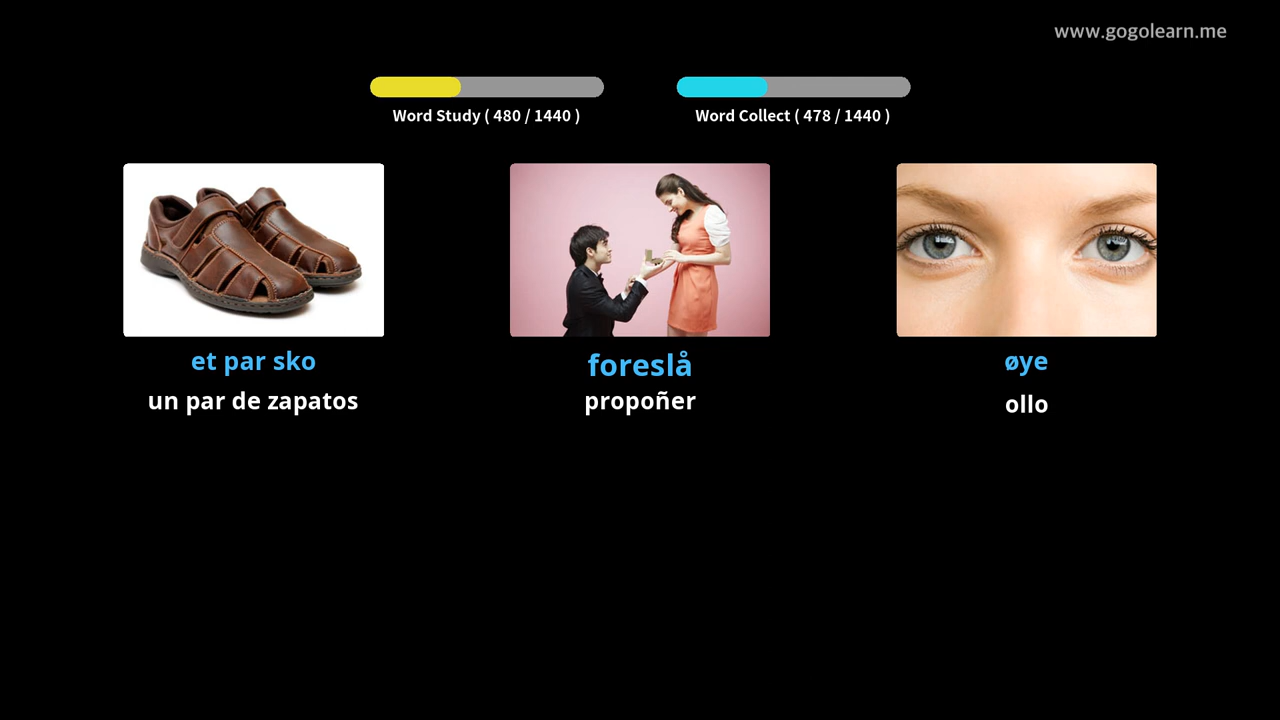 www.gogolearn.me
Word Study ( 480 / 1440 )
Word Collect ( 478 / 1440 )
et par sko
foreslå
øye
un par de zapatos
propoñer
ollo